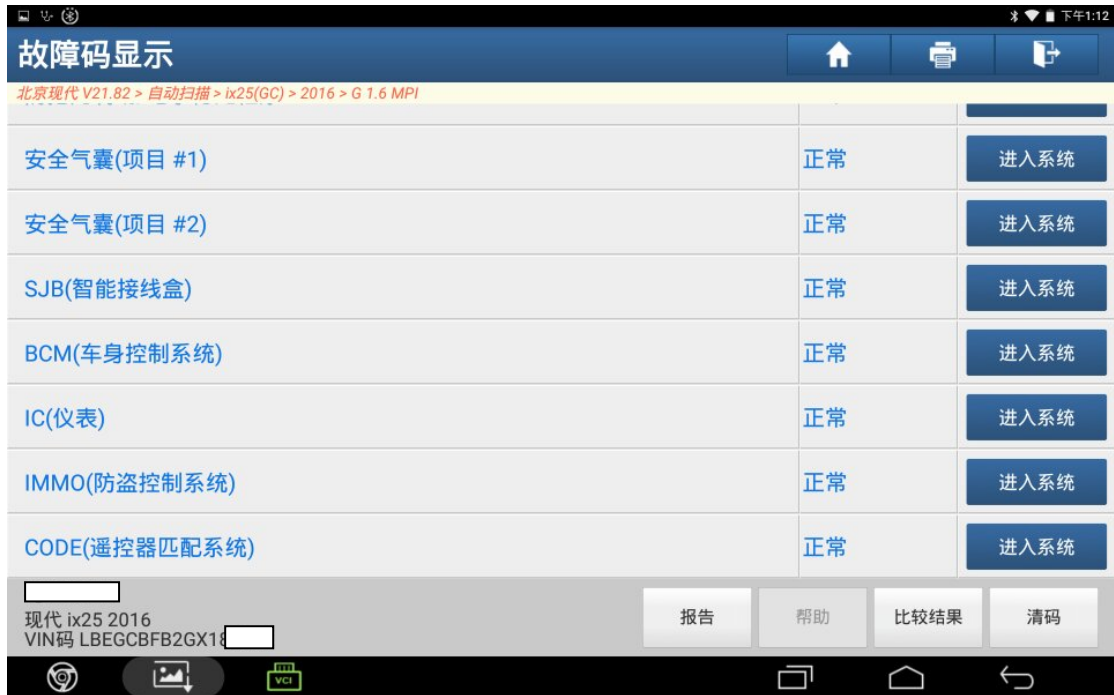 下午1:12
故障码显示
北京现代 V21.82 > 自动扫描 > ix25(GC) > 2016 > G 1.6 MPI
安全气囊(项目 #1) 正常 进入系统
安全气囊(项目 #2) 正常 进入系统
SJB(智能接线盒) 正常 进入系统
BCM(车身控制系统) 正常 进入系统
IC(仪表) 正常 进入系统
IMMO(防盗控制系统) 正常 进入系统
CODE(遥控器匹配系统) 正常 进入系统
现代 ix25 2016
VIN码 LBEGCBFB2GX18
报告 帮助 比较结果 清码
VCI